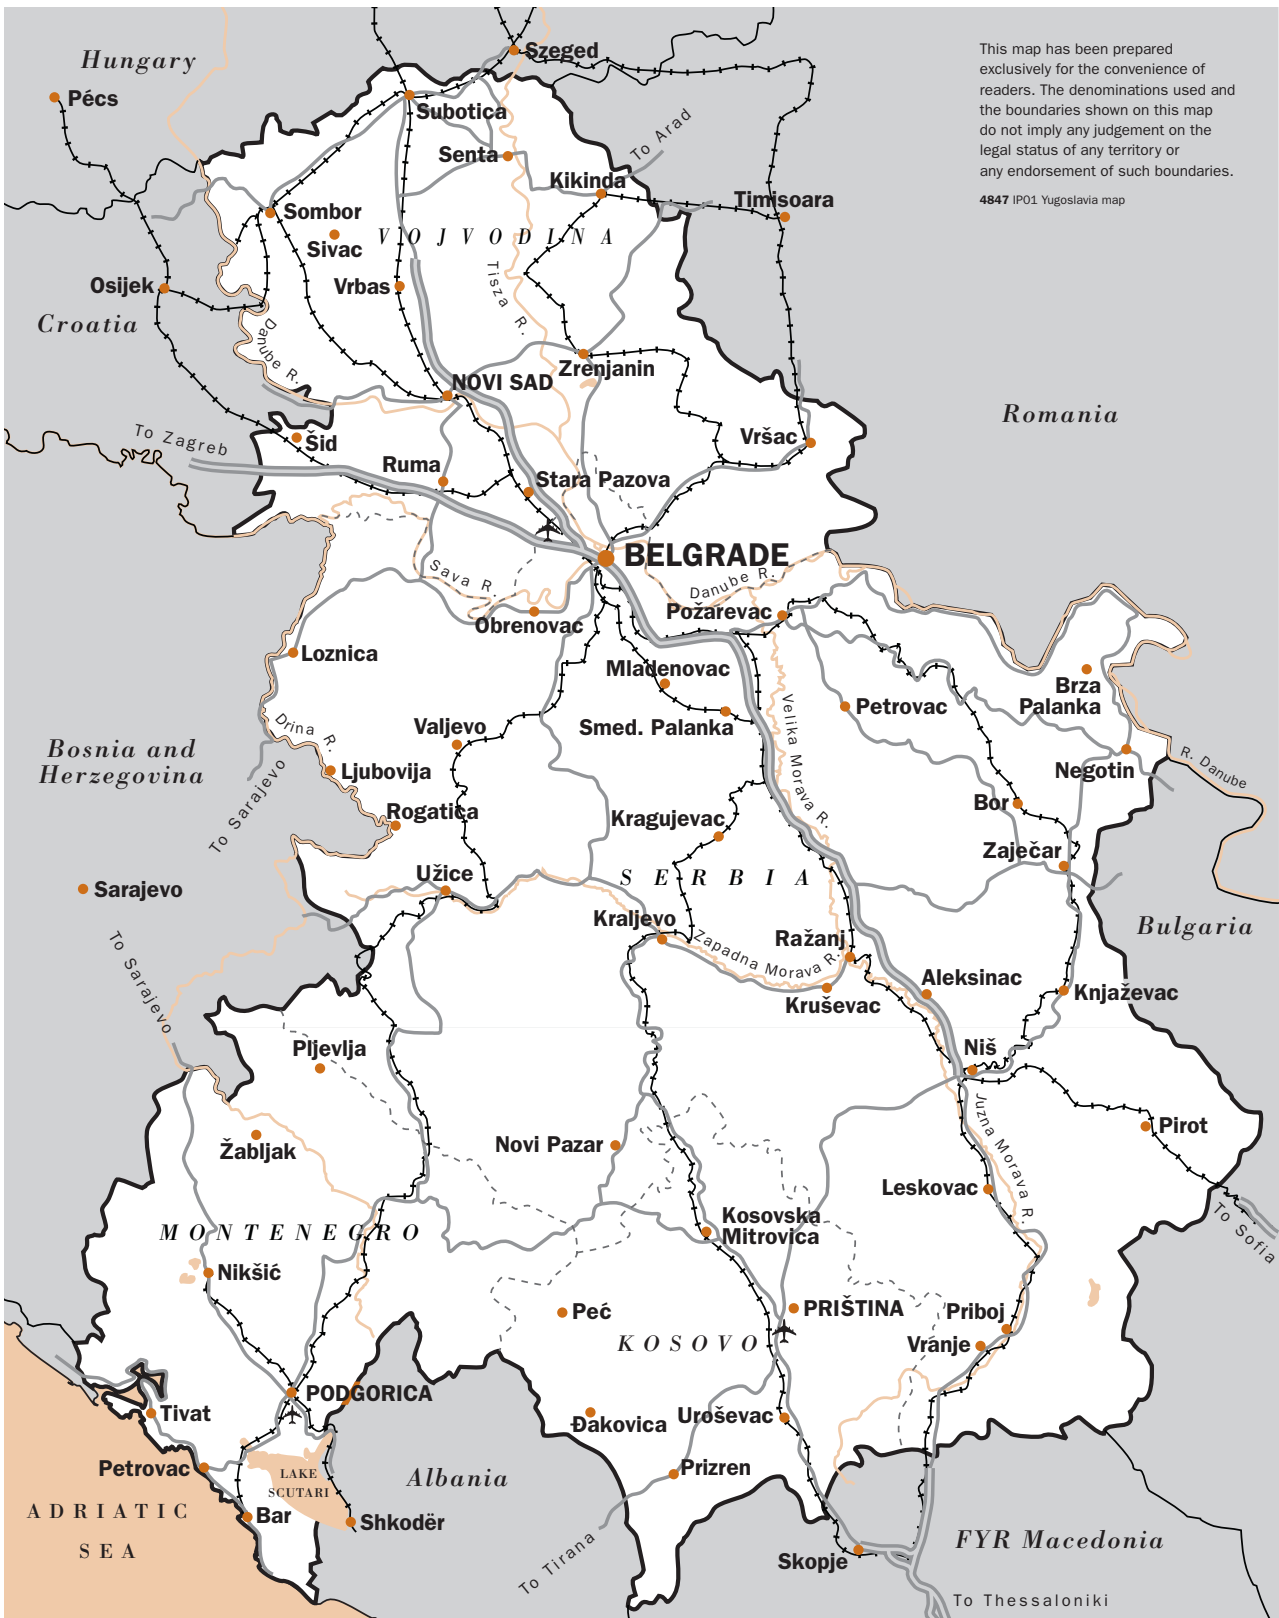 Hungary
Szeged
Pécs
Subotica
This map has been prepared
exclusively for the convenience of
readers. The denominations used and
the boundaries shown on this map
do not imply any judgement on the
legal status of any territory or
any endorsement of such boundaries.
4847 IP01 Yugoslavia map
To Arad
Senta
Kikinda
Timisoara
Sombor
Sivac
VOJVODINA
Tisza R.
Osijek
Vrbas
Croatia
Danube R.
Zrenjanin
NOVI SAD
Romania
To Zagreb
Šid
Vršac
Ruma
Stara Pazova
BELGRADE
Sava R.
Danube R.
Obrenovac
Požarevac
Loznica
Mladenovac
Brza
Palanka
Petrovac
Smed. Palanka
Velika Morava R.
Drina R.
Valjevo
Bosnia and
Herzegovina
Ljubovija
To Sarajevo
Negotin
R. Danube
Bor
Rogatica
Kragujevac
Zaječar
Užice
SERBIA
Sarajevo
Kraljevo
Bulgaria
Zapadna Morava R.
Ražanj
To Sarajevo
Aleksinac
Knjaževac
Kruševac
Pljevlja
Niš
Juzna Morava R.
Pirot
Žabljak
Novi Pazar
Leskovac
Kosovska
Mitrovica
To Sofia
MONTENEGRO
Nikšić
Peć
PRIŠTINA
Priboj
KOSOVO
Vranje
PODGORICA
Tivat
Đakovica
Uroševac
Petrovac
Prizren
LAKE
SCUTARI
Albania
ADRIATIC
SEA
Bar
Shkodër
To Tirana
Skopje
FYR Macedonia
To Thessaloniki